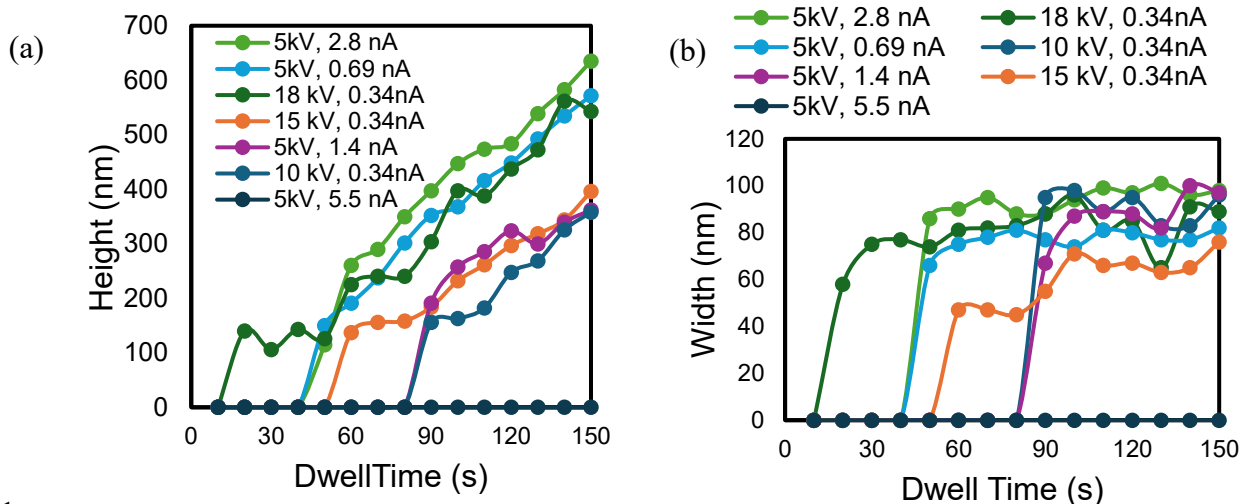 (a)
Height (nm)
700
600
500
400
300
200
100
0
5kV, 2.8 nA
5kV, 0.69 nA
18 kV, 0.34nA
15 kV, 0.34nA
5kV, 1.4 nA
10 kV, 0.34nA
5kV, 5.5 nA
0 30 60 90 120 150
DwellTime (s)
(b)
5kV, 2.8 nA
5kV, 0.69 nA
5kV, 1.4 nA
5kV, 5.5 nA
18 kV, 0.34nA
10 kV, 0.34nA
15 kV, 0.34nA
Width (nm)
120
100
80
60
40
20
0
0 30 60 90 120 150
Dwell Time (s)